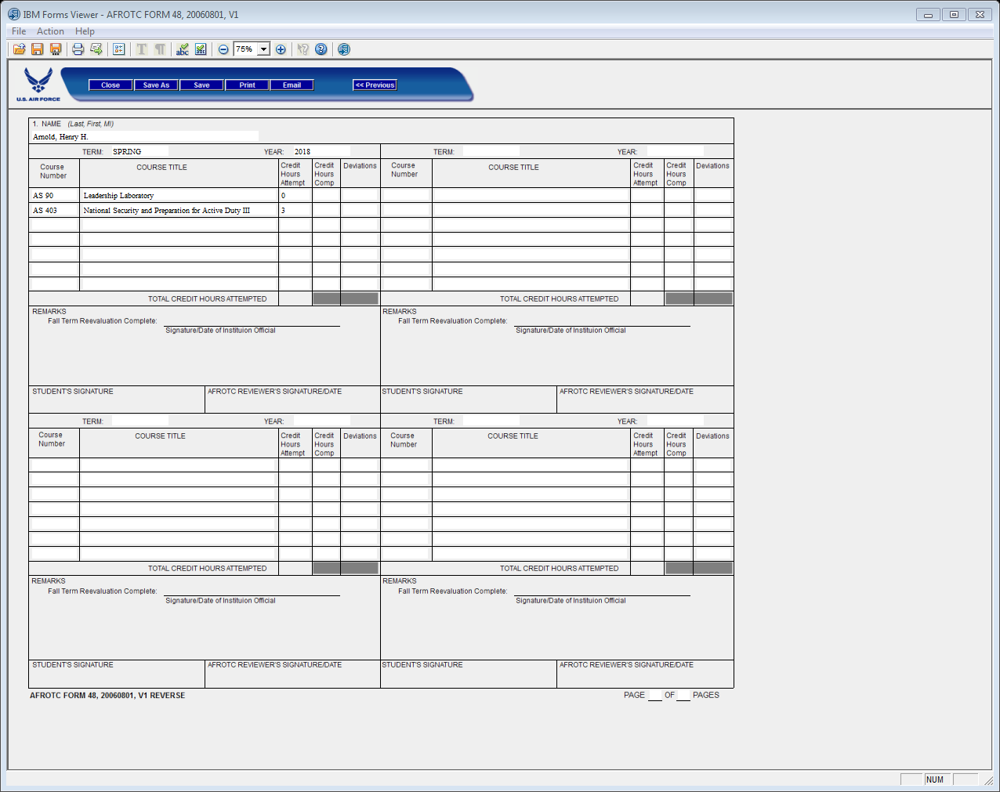 IBM Forms Viewer - AFROTC FORM 48, 20060801, V1
File Action Help
T ¶ abc abc 75%
U.S. AIR FORCE
Close Save As Save Print Email << Previous
1. NAME (Last, First, MI)
Arnold, Henry H.
TERM: SPRING YEAR: 2018 TERM: YEAR:
Course Number COURSE TITLE Credit Hours Attempt Credit Hours Comp Deviations Course Number COURSE TITLE Credit Hours Attempt Credit Hours Comp Deviations
AS 90 Leadership Laboratory 0
AS 403 National Security and Preparation for Active Duty III 3
TOTAL CREDIT HOURS ATTEMPTED TOTAL CREDIT HOURS ATTEMPTED
REMARKS REMARKS
Fall Term Reevaluation Complete: Fall Term Reevaluation Complete:
Signature/Date of Instituion Official Signature/Date of Instituion Official
STUDENT'S SIGNATURE AFROTC REVIEWER'S SIGNATURE/DATE STUDENT'S SIGNATURE AFROTC REVIEWER'S SIGNATURE/DATE
TERM: YEAR: TERM: YEAR:
Course Number COURSE TITLE Credit Hours Attempt Credit Hours Comp Deviations Course Number COURSE TITLE Credit Hours Attempt Credit Hours Comp Deviations
TOTAL CREDIT HOURS ATTEMPTED TOTAL CREDIT HOURS ATTEMPTED
REMARKS REMARKS
Fall Term Reevaluation Complete: Fall Term Reevaluation Complete:
Signature/Date of Instituion Official Signature/Date of Instituion Official
STUDENT'S SIGNATURE AFROTC REVIEWER'S SIGNATURE/DATE STUDENT'S SIGNATURE AFROTC REVIEWER'S SIGNATURE/DATE
AFROTC FORM 48, 20060801, V1 REVERSE PAGE OF PAGES
NUM